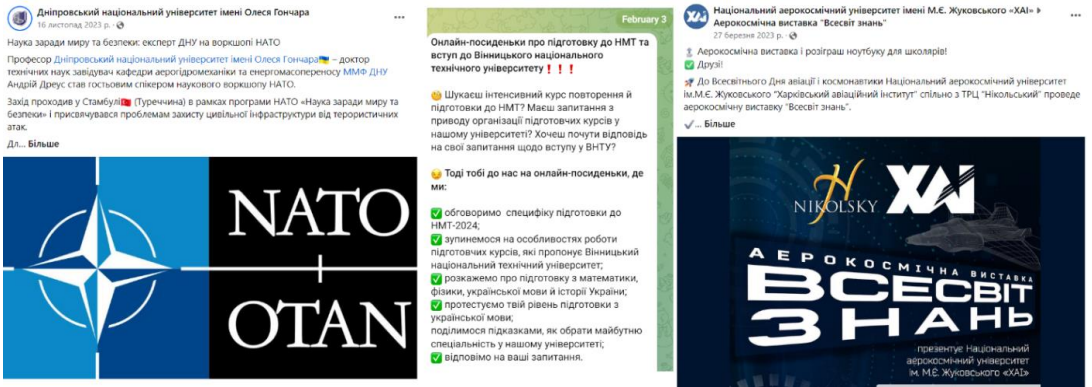 Дніпровський національний університет імені Олеся Гончара
16 листопад 2023 р.
Наука заради миру та безпеки: експерт ДНУ на воркшопі НАТО
Професор Дніпровський національний університет імені Олеся Гончара – доктор
технічних наук завідувач кафедри аерогідромеханіки та енергомасопереносу ММФ ДНУ
Андрій Дреус став гостьовим спікером наукового воркшопу НАТО.
Захід проходив у Стамбулі (Туреччина) в рамках програми НАТО «Наука заради миру та
безпеки» і присвячувався проблемам захисту цивільної інфраструктури від терористичних
атак.
Дл... Більше
NATO
OTAN
February 3
Онлайн-посиденьки про підготовку до НМТ та
вступ до Вінницького національного
технічного університету❗❗❗
Шукаєш інтенсивний курс повторення й
підготовки до НМТ? Маєш запитання з
приводу організації підготовчих курсів у
нашому університеті? Хочеш почути відповідь
на свої запитання щодо вступу у ВНТУ?
Тоді тобі до нас на онлайн-посиденьки, де
ми:
✅ обговоримо специфіку підготовки до
НМТ-2024;
✅ зупинемося на особливостях роботи
підготовчих курсів, які пропонує Вінницький
національний технічний університет;
✅ розкажемо про підготовку з математики,
фізики, української мови й історії України;
✅ протестуємо твій рівень підготовки з
української мови;
поділимося підказками, як обрати майбутню
спеціальність у нашому університеті;
✅ відповімо на ваші запитання.
Національний аерокосмічний університет імені М.Є. Жуковського «ХАІ» ▸
Аерокосмічна виставка "Всесвіт знань"
27 березня 2023 р.
Аерокосмічна виставка і розіграш ноутбуку для школярів!
✅ Друзі!
🚀 До Всесвітнього Дня авіації і космонавтики Національний аерокосмічний університет
ім.М.Є. Жуковського "Харківський авіаційний інститут" спільно з ТРЦ "Нікольський" проведе
аерокосмічну виставку "Всесвіт знань".
✔... Більше
NIKOLSKY
ХАІ
АЕРОКОСМІЧНА ВИСТАВКА
ВСЕСВІТ
ЗНАНЬ
презентує Національний
аерокосмічний університет
ім. М.Є. Жуковського «ХАІ»